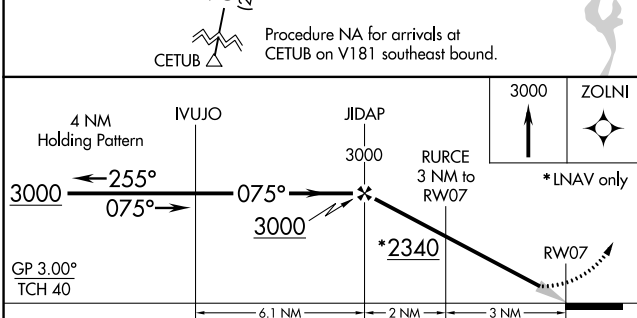 Procedure NA for arrivals at
CETUB on V181 southeast bound.
CETUB
3000
ZOLNI
4 NM
Holding Pattern
IVUJO
JIDAP
3000
RURCE
3 NM to
RW07
*LNAV only
255°
3000
075°
075°
3000
*2340
RW07
GP 3.00°
TCH 40
6.1 NM
2 NM
3 NM